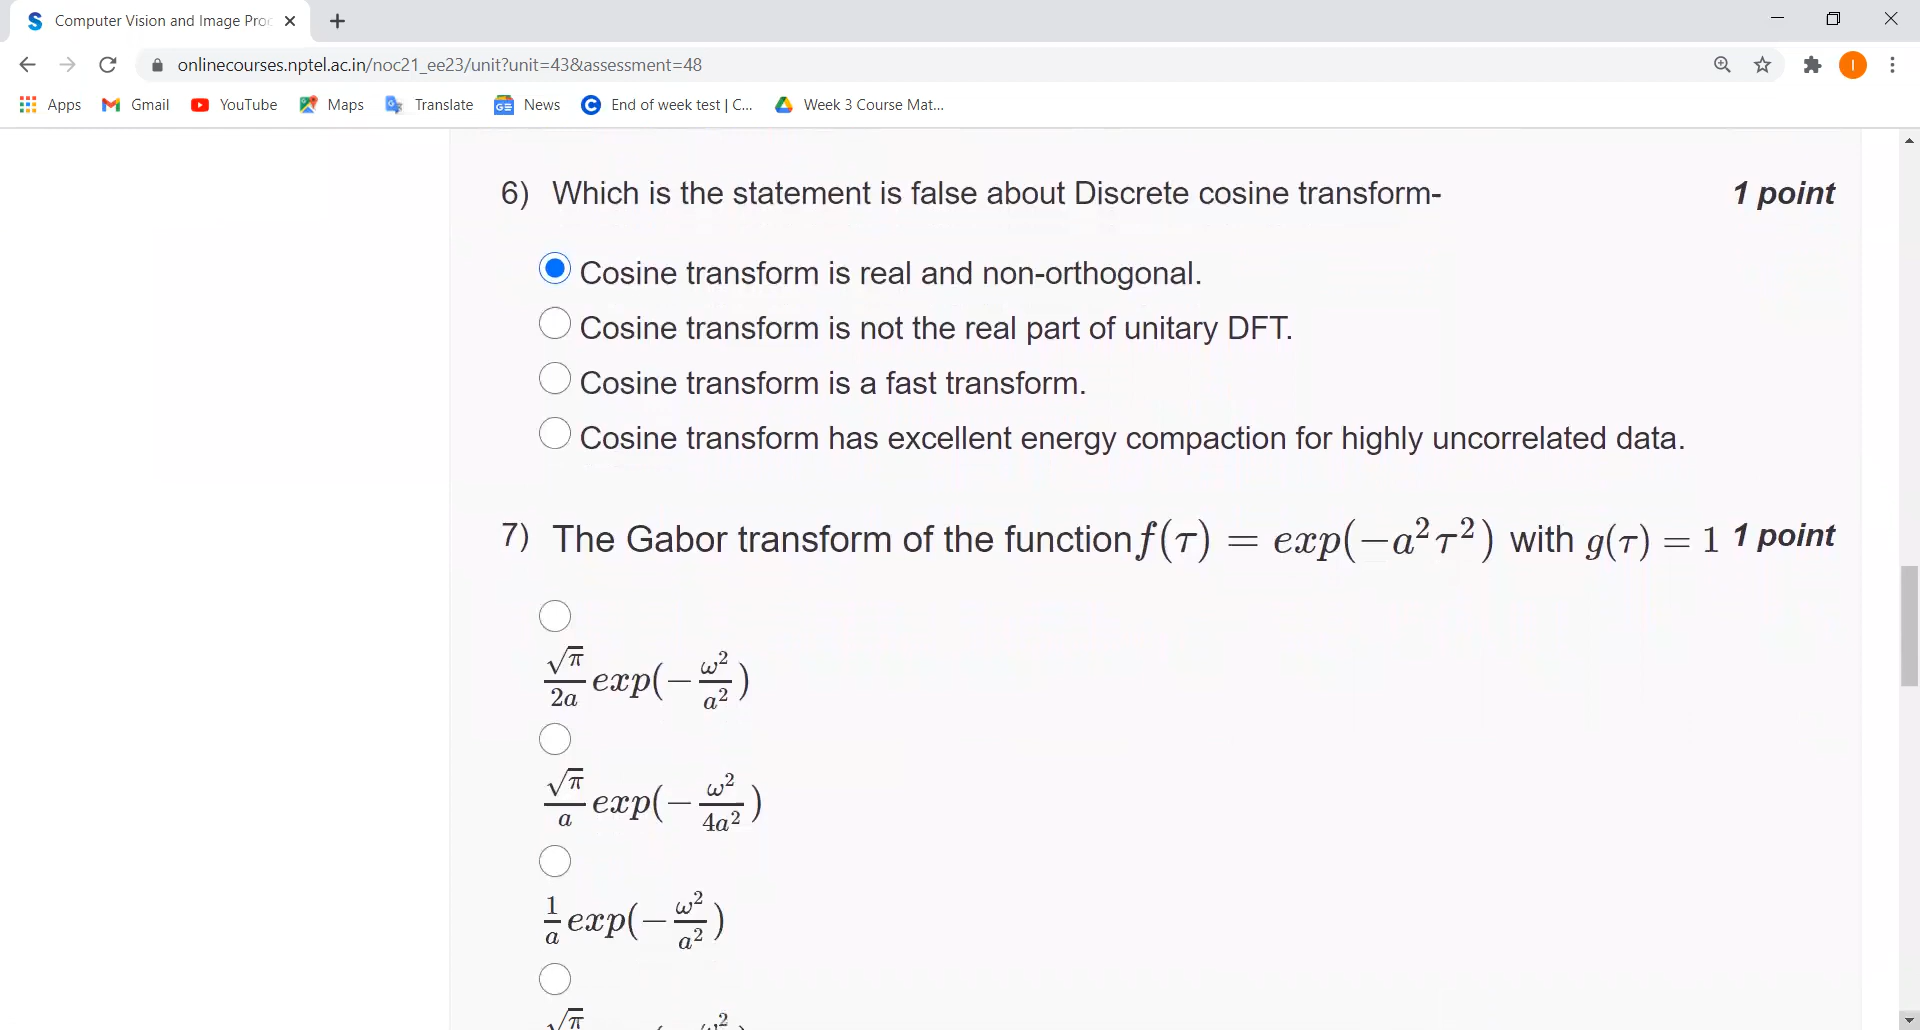 Computer Vision and Image Proc
onlinecourses.nptel.ac.in/noc21_ee23/unit?unit=43&assessment=48
I
Apps Gmail YouTube Maps Translate News End of week test | C... Week 3 Course Mat...
6) Which is the statement is false about Discrete cosine transform- 1 point
Cosine transform is real and non-orthogonal.
Cosine transform is not the real part of unitary DFT.
Cosine transform is a fast transform.
Cosine transform has excellent energy compaction for highly uncorrelated data.
7) The Gabor transform of the function f(τ) = exp(−a²τ²) with g(τ) = 1 1 point
√π/2a exp(−ω²/a²)
√π/a exp(−ω²/4a²)
1/a exp(−ω²/a²)